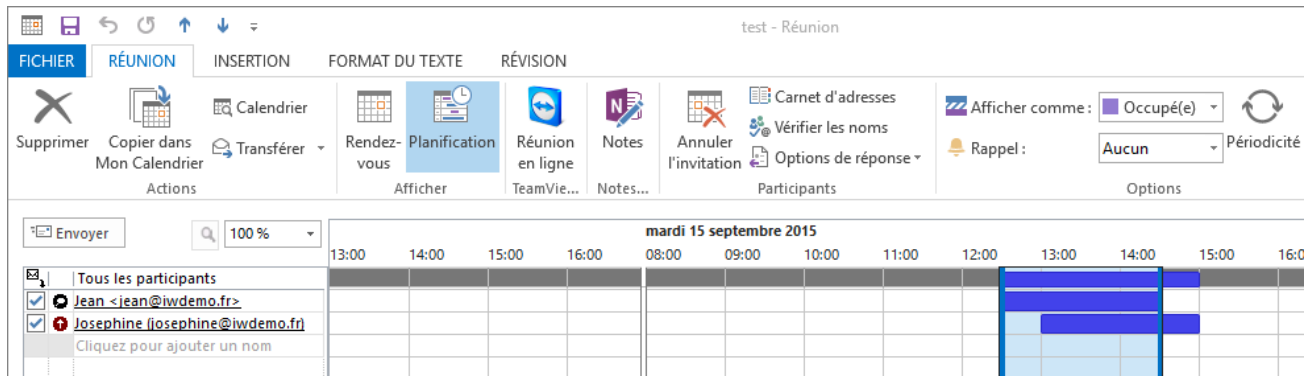 test - Réunion
FICHIER RÉUNION INSERTION FORMAT DU TEXTE RÉVISION
Supprimer
Copier dans
Mon Calendrier
Calendrier
Transférer
Actions
Rendez-
vous
Planification
Afficher
Réunion
en ligne
TeamVie...
Notes
Notes...
Annuler
l'invitation
Carnet d'adresses
Vérifier les noms
Options de réponse
Participants
Afficher comme : Occupé(e)
Rappel : Aucun
Périodicité
Options
Envoyer 100 %
mardi 15 septembre 2015
13:00 14:00 15:00 16:00 08:00 09:00 10:00 11:00 12:00 13:00 14:00 15:00 16:0
Tous les participants
Jean <jean@iwdemo.fr>
Josephine (josephine@iwdemo.fr)
Cliquez pour ajouter un nom